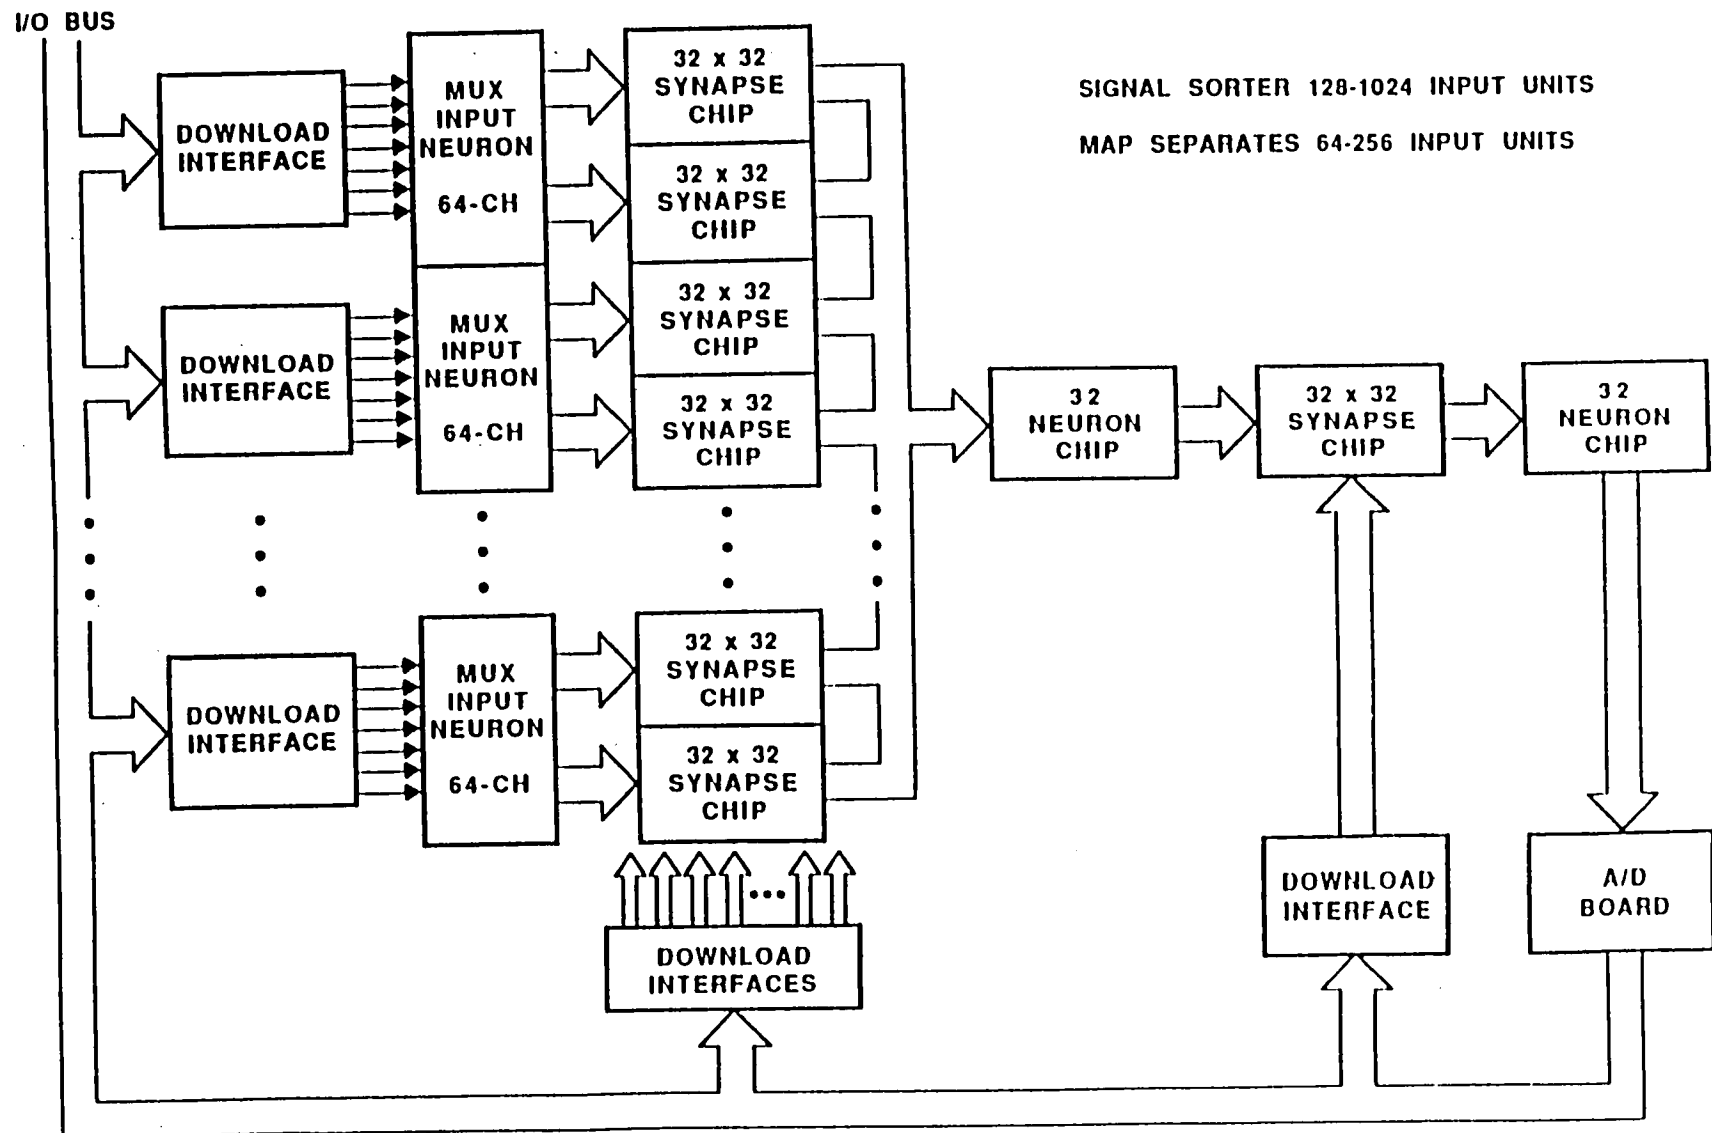 I/O BUS
DOWNLOAD
INTERFACE
MUX
INPUT
NEURON
64-CH
32 x 32
SYNAPSE
CHIP
32 x 32
SYNAPSE
CHIP
SIGNAL SORTER 128-1024 INPUT UNITS
MAP SEPARATES 64-256 INPUT UNITS
DOWNLOAD
INTERFACE
MUX
INPUT
NEURON
64-CH
32 x 32
SYNAPSE
CHIP
32 x 32
SYNAPSE
CHIP
32
NEURON
CHIP
32 x 32
SYNAPSE
CHIP
32
NEURON
CHIP
DOWNLOAD
INTERFACE
MUX
INPUT
NEURON
64-CH
32 x 32
SYNAPSE
CHIP
32 x 32
SYNAPSE
CHIP
DOWNLOAD
INTERFACES
DOWNLOAD
INTERFACE
A/D
BOARD